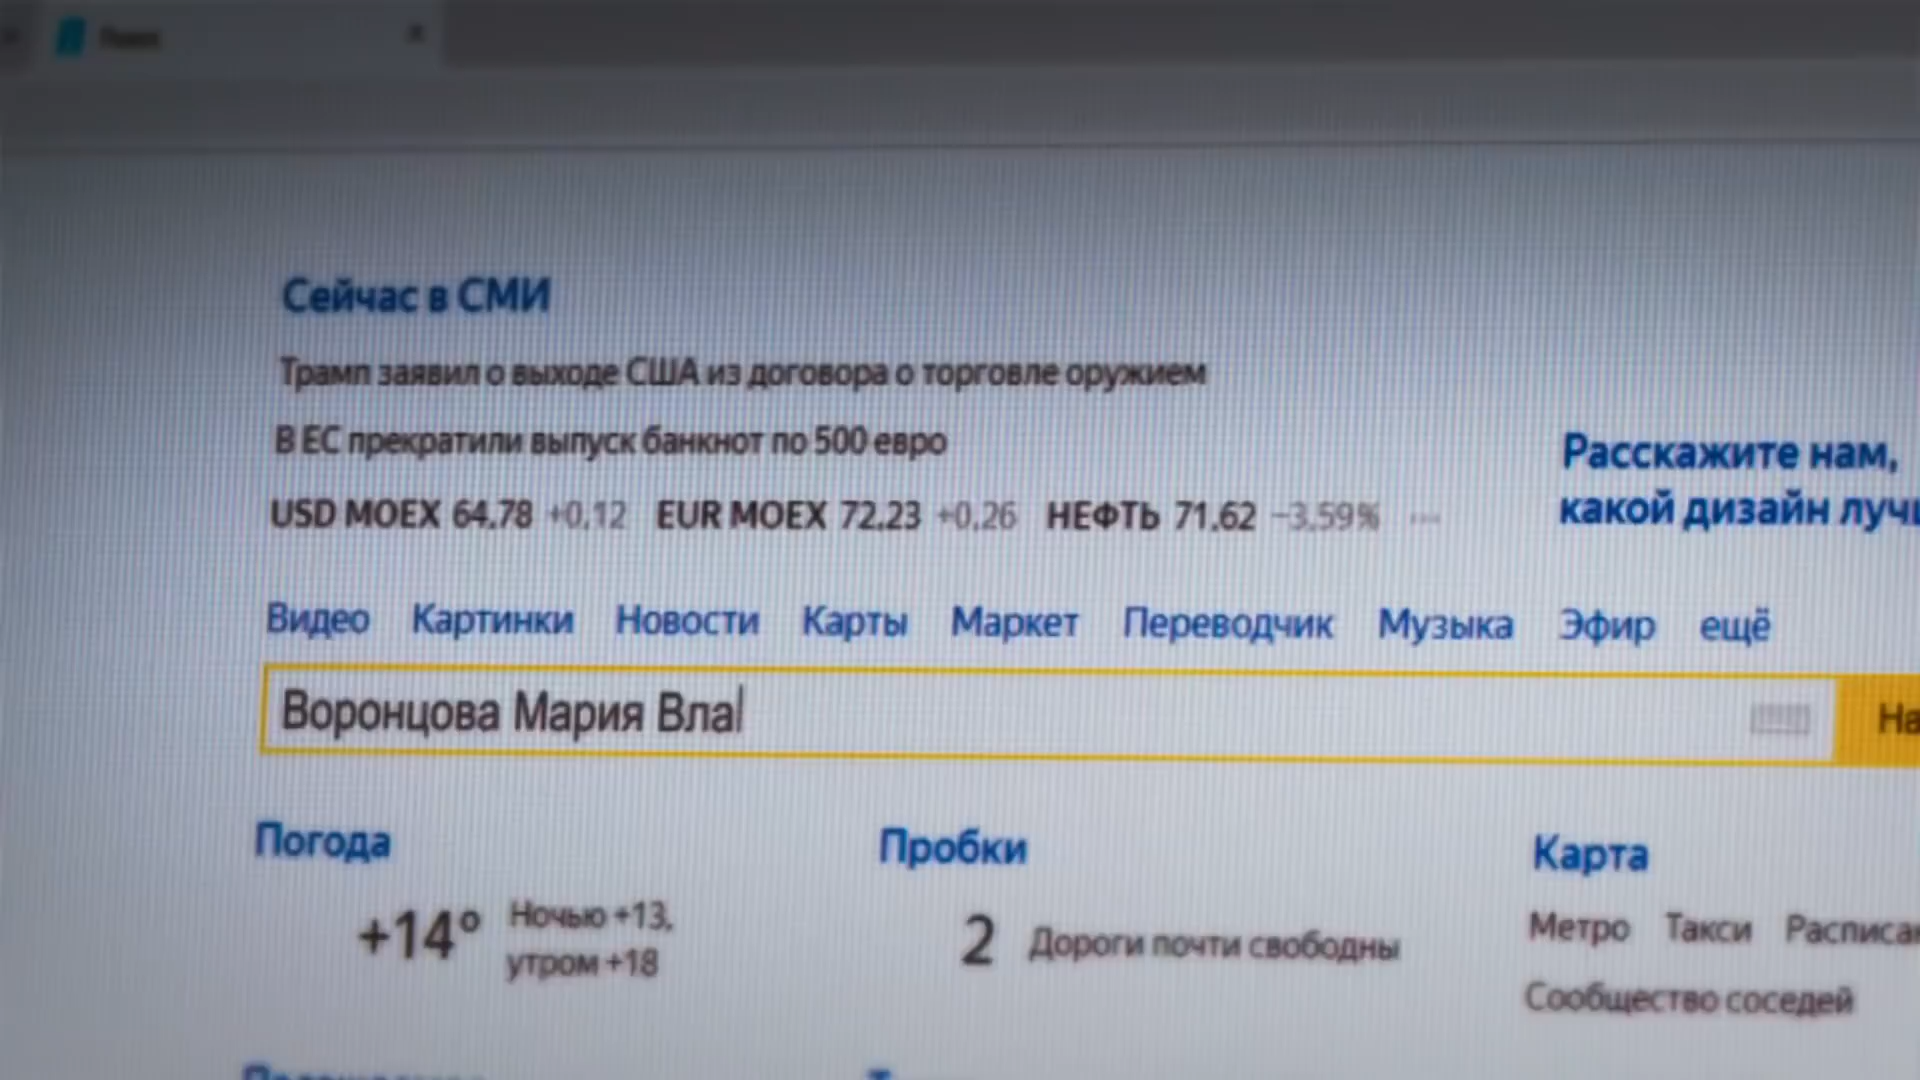 Сейчас в СМИ
Трамп заявил о выходе США из договора о торговле оружием
В ЕС прекратили выпуск банкнот по 500 евро
USD MOEX 64,78 +0,12 EUR MOEX 72,23 +0,26 НЕФТЬ 71,62 −3,59% ...
Расскажите нам,
какой дизайн лучш
Видео Картинки Новости Карты Маркет Переводчик Музыка Эфир ещё
Воронцова Мария Вла
На
Погода
+14° Ночью +13,
утром +18
Пробки
2 Дороги почти свободны
Карта
Метро Такси Расписан
Сообщество соседей